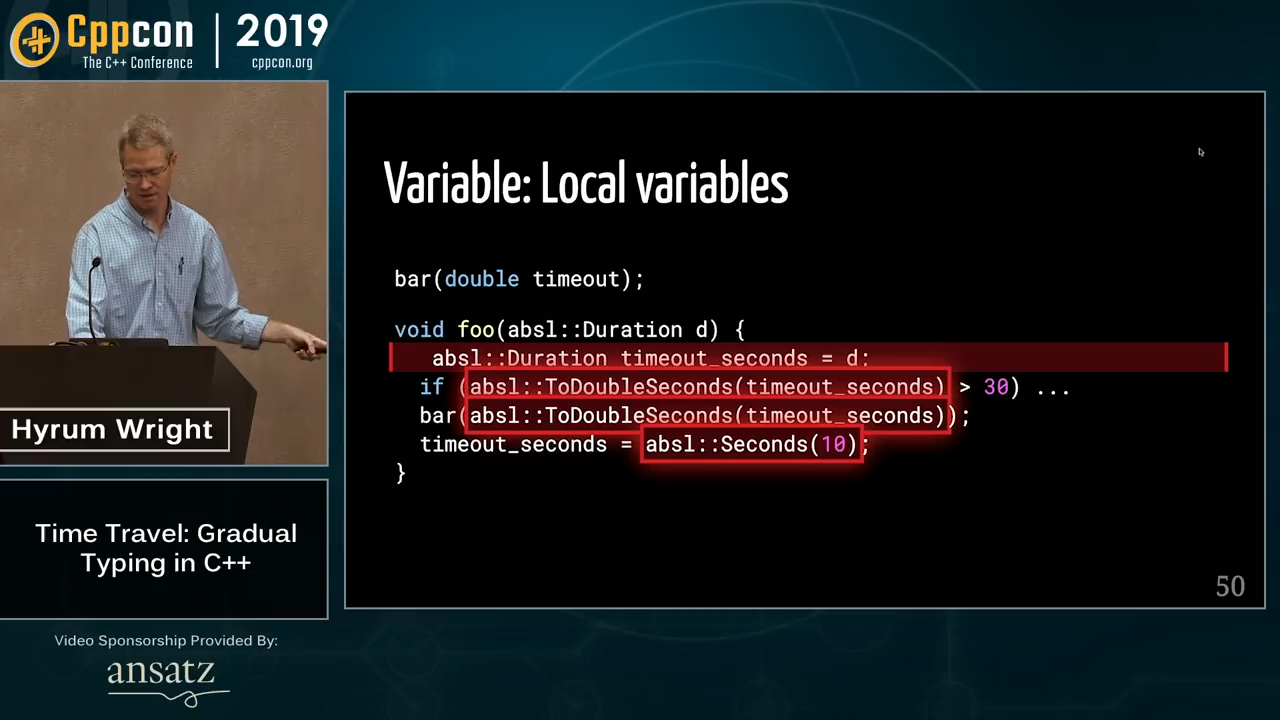 Cppcon
The C++ Conference
2019
cppcon.org
Hyrum Wright
Time Travel: Gradual
Typing in C++
Video Sponsorship Provided By:
ansatz
Variable: Local variables
bar(double timeout);
void foo(absl::Duration d) {
absl::Duration timeout_seconds = d;
if (absl::ToDoubleSeconds(timeout_seconds) > 30) ...
bar(absl::ToDoubleSeconds(timeout_seconds));
timeout_seconds = absl::Seconds(10);
}
50